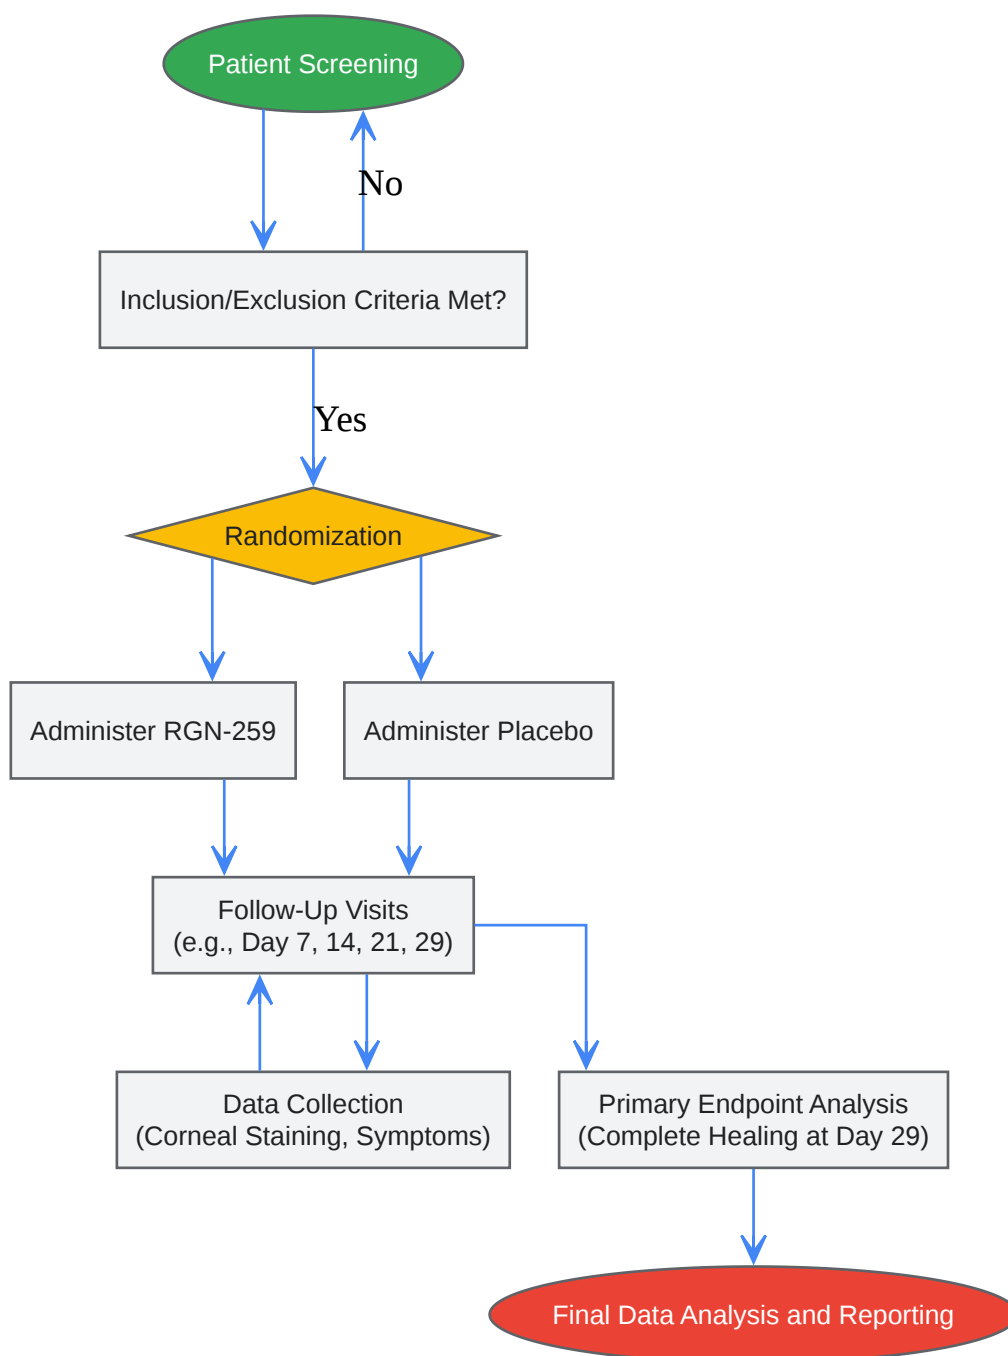 Patient Screening
No
Inclusion/Exclusion Criteria Met?
Yes
Randomization
Administer RGN-259
Administer Placebo
Follow-Up Visits
(e.g., Day 7, 14, 21, 29)
Data Collection
(Corneal Staining, Symptoms)
Primary Endpoint Analysis
(Complete Healing at Day 29)
Final Data Analysis and Reporting